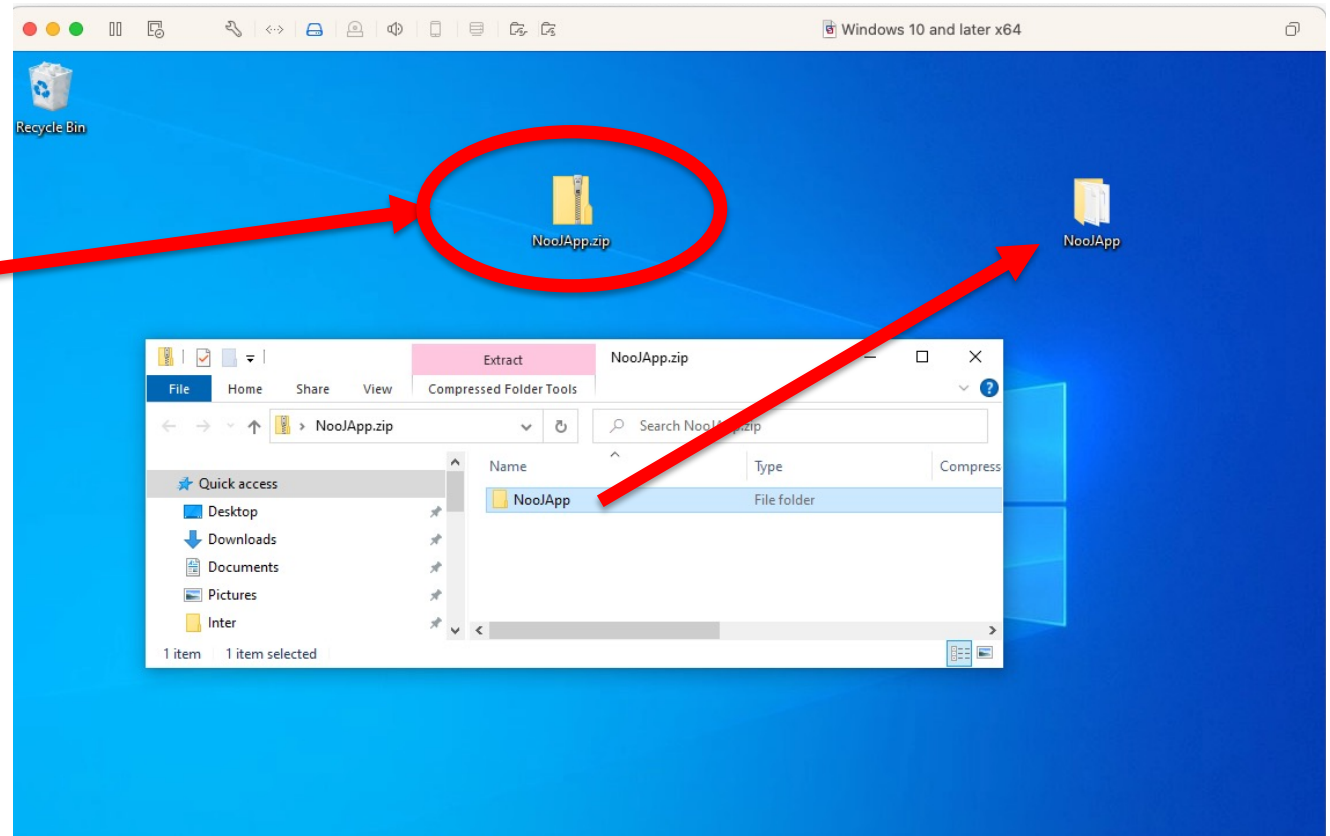 Windows 10 and later x64
Recycle Bin
NooJApp.zip
NooJApp
Extract
NooJApp.zip
File
Home
Share
View
Compressed Folder Tools
NooJApp.zip
Search NooJApp.zip
Name
Type
Compress
Quick access
NooJApp
File folder
Desktop
Downloads
Documents
Pictures
Inter
1 item
1 item selected